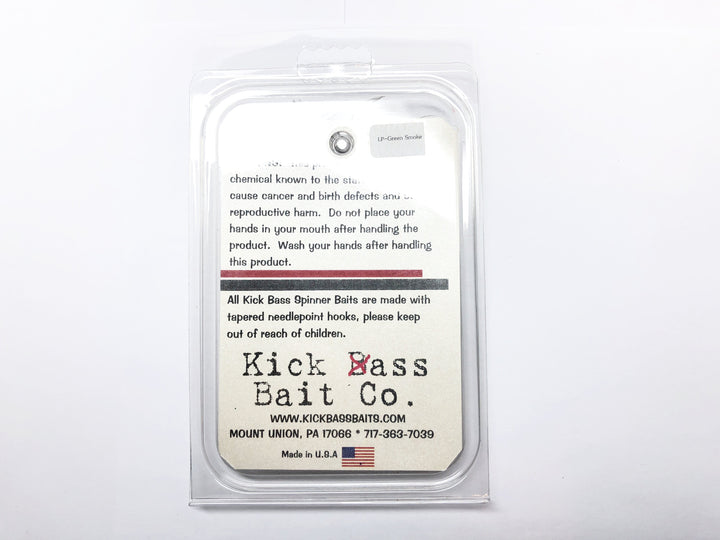 LP-Green Smoke
chemical known to the
cause cancer and birth defects and
reproductive harm. Do not place your
hands in your mouth after handling the
product. Wash your hands after handling
this product.
All Kick Bass Spinner Baits are made with
tapered needlepoint hooks, please keep
out of reach of children.
Kick Bass
Bait Co.
WWW.KICKBASSBAITS.COM
MOUNT UNION, PA 17066 * 717-363-7039
Made in U.S.A